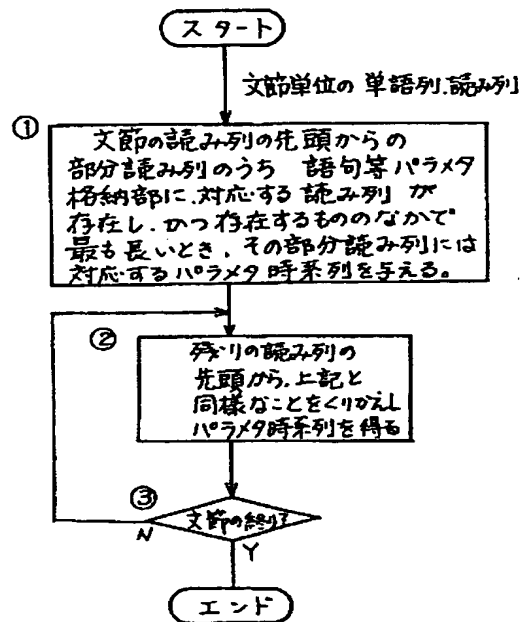 スタート
文節単位の単語列、読み列
①
文節の読み列の先頭からの
部分読み列のうち 語句等パラメタ
格納部に、対応する読み列が
存在し、かつ存在するもののなかで
最も長いとき、その部分読み列には
対応するパラメタ時系列を与える。
②
残りの読み列の
先頭から、上記と
同様なことをくりかえし
パラメタ時系列を得る
③
文節の終り?
N
Y
エンド